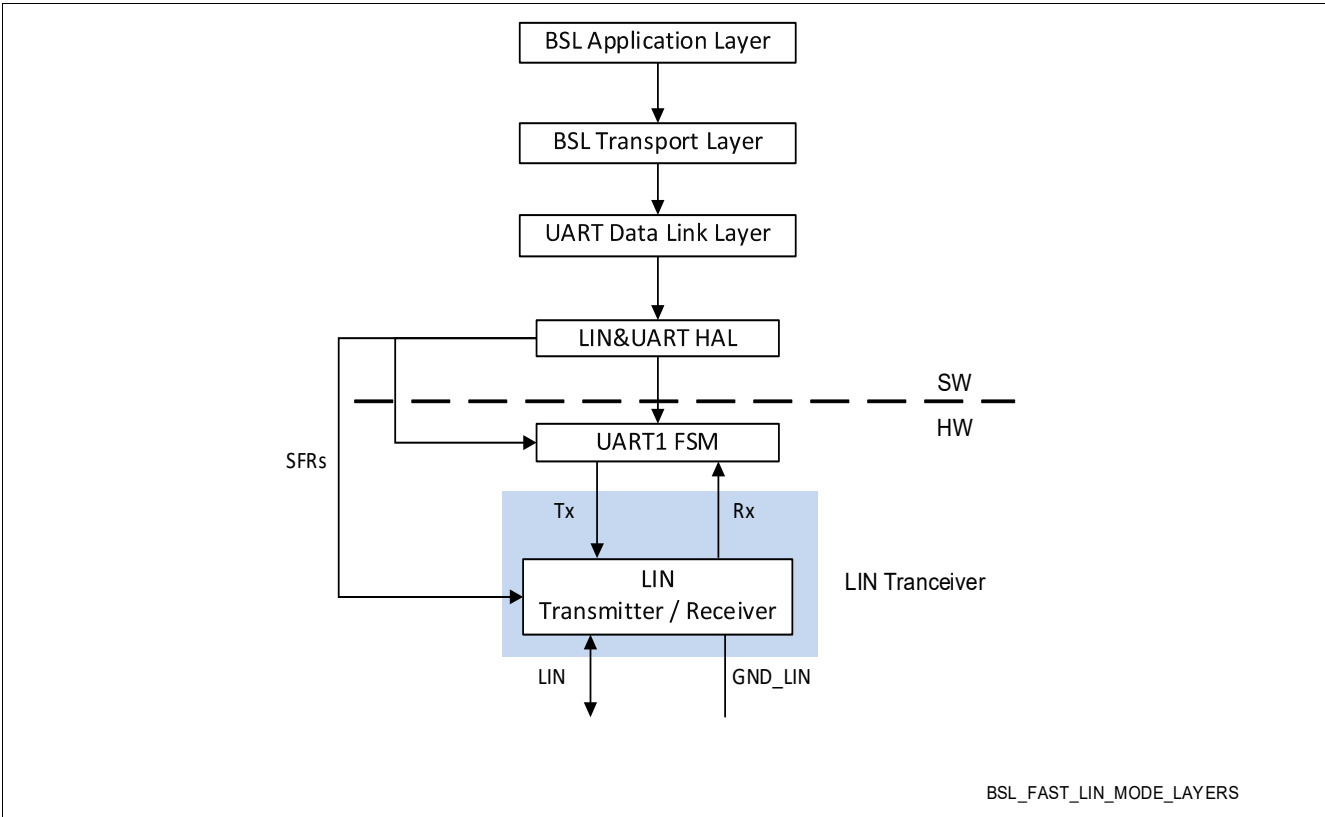 BSL Application Layer
BSL Transport Layer
UART Data Link Layer
LIN&UART HAL
SW
HW
UART1 FSM
SFRs
Tx
Rx
LIN
Transmitter / Receiver
LIN Tranceiver
LIN
GND_LIN
BSL_FAST_LIN_MODE_LAYERS